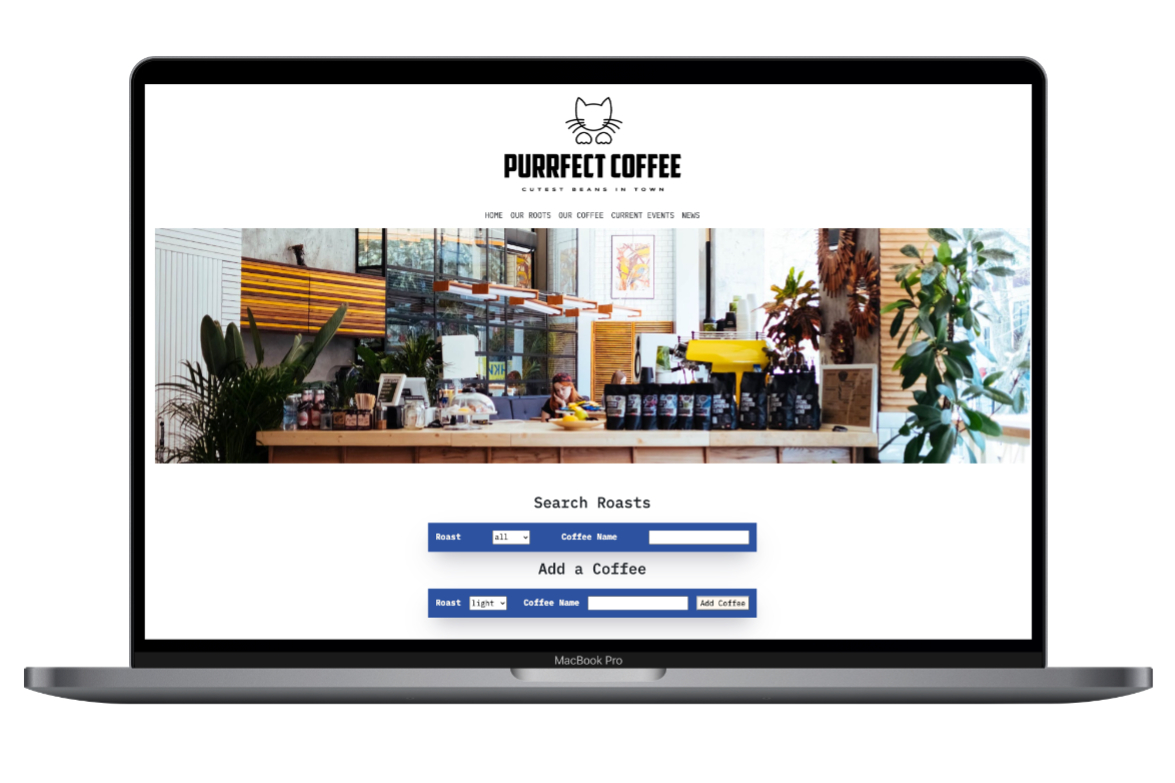 PURRFECT COFFEE
CUTEST BEANS IN TOWN
HOME OUR ROOTS OUR COFFEE CURRENT EVENTS NEWS
Search Roasts
Roast all Coffee Name
Add a Coffee
Roast light Coffee Name Add Coffee
MacBook Pro